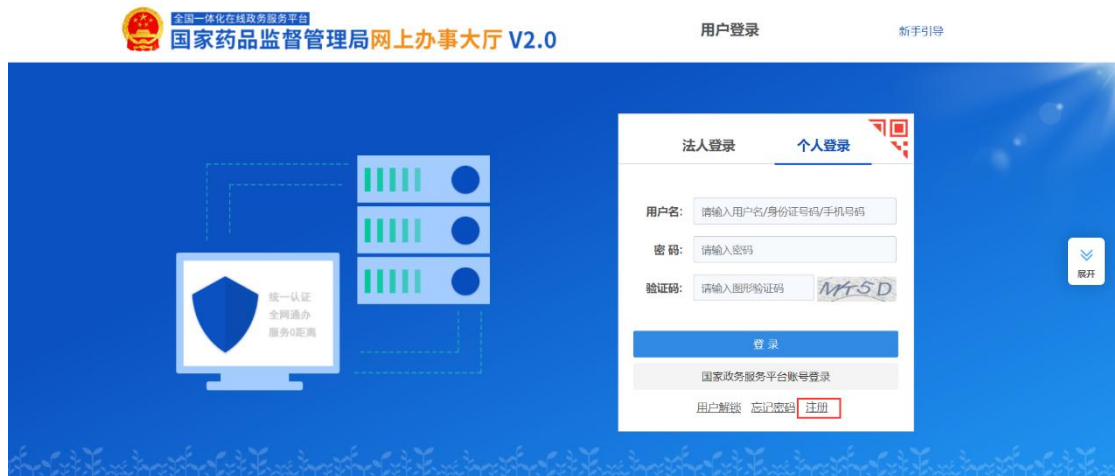 全国一体化在线政务服务平台
国家药品监督管理局网上办事大厅 V2.0
用户登录
新手引导
法人登录
个人登录
用户名: 请输入用户名/身份证号码/手机号码
密 码: 请输入密码
验证码: 请输入图形验证码
登 录
国家政务服务平台账号登录
用户解锁 忘记密码 注册
统一认证
全网通办
服务0距离
展开